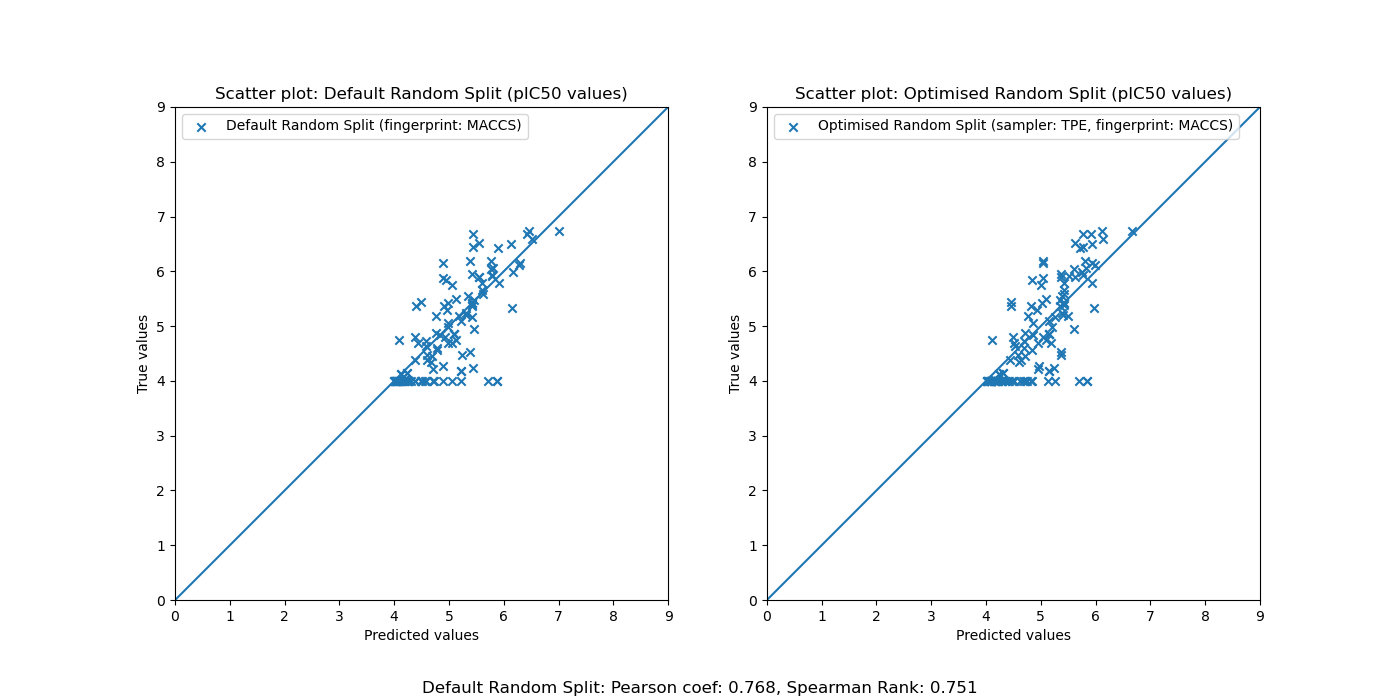 Scatter plot: Default Random Split (pIC50 values)
Default Random Split (fingerprint: MACCS)
True values
9
8
7
6
5
4
3
2
1
0
0 1 2 3 4 5 6 7 8 9
Predicted values
Scatter plot: Optimised Random Split (pIC50 values)
Optimised Random Split (sampler: TPE, fingerprint: MACCS)
True values
9
8
7
6
5
4
3
2
1
0
0 1 2 3 4 5 6 7 8 9
Predicted values
Default Random Split: Pearson coef: 0.768, Spearman Rank: 0.751